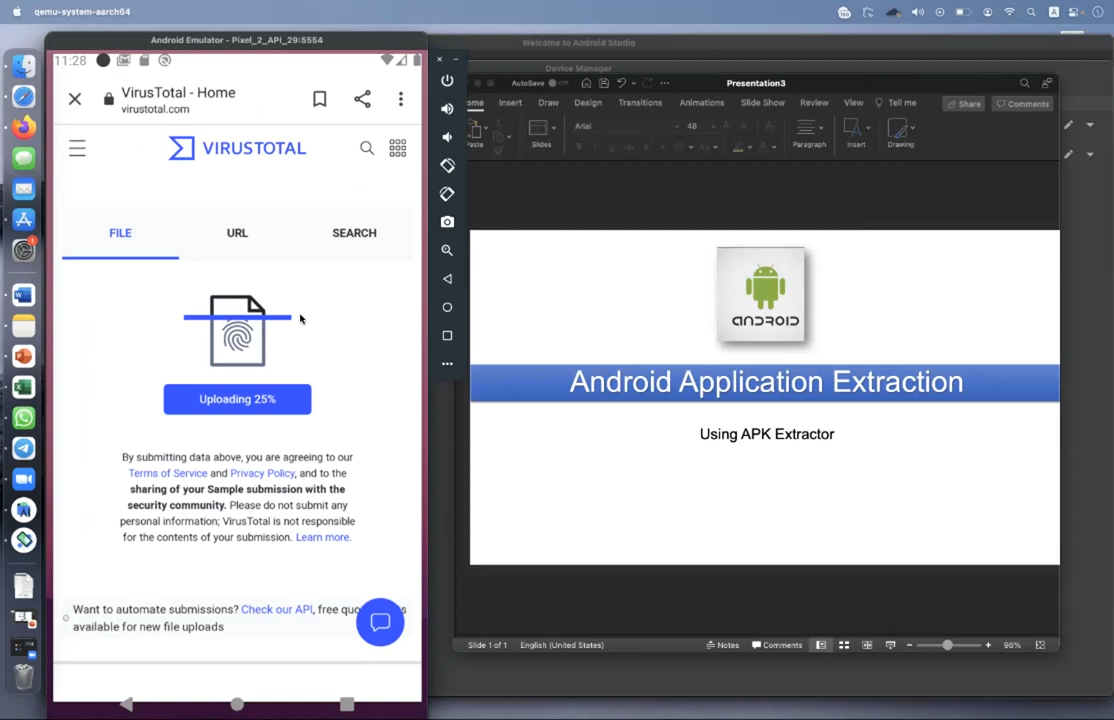 qemu-system-aarch64
Android Emulator - Pixel_2_API_29:5554
11:28
VirusTotal - Home
virustotal.com
VIRUSTOTAL
FILE
URL
SEARCH
Uploading 25%
By submitting data above, you are agreeing to our
Terms of Service and Privacy Policy, and to the
sharing of your Sample submission with the
security community. Please do not submit any
personal information; VirusTotal is not responsible
for the contents of your submission. Learn more.
Want to automate submissions? Check our API, free quo
available for new file uploads
Welcome to Android Studio
Device Manager
AutoSave
OFF
Presentation3
ome
Insert
Draw
Design
Transitions
Animations
Slide Show
Review
View
Tell me
Share
Comments
Paste
Slides
Arial
48
Paragraph
Insert
Drawing
ANDROID
Android Application Extraction
Using APK Extractor
Slide 1 of 1
English (United States)
Notes
Comments
96%